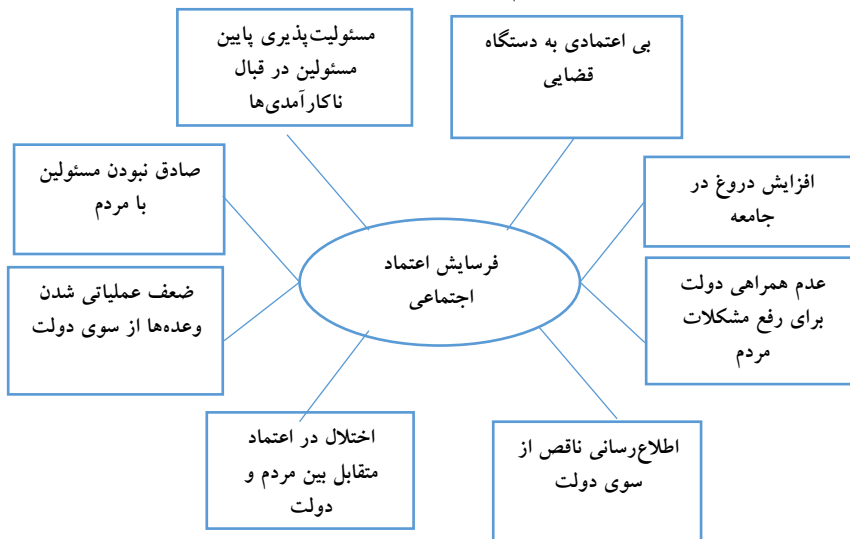 بی اعتمادی به دستگاه
قضایی
مسئولیت‌پذیری پایین
مسئولین در قبال
ناکارآمدی‌ها
افزایش دروغ در
جامعه
صادق نبودن مسئولین
با مردم
فرسایش اعتماد
اجتماعی
عدم همراهی دولت
برای رفع مشکلات
مردم
ضعف عملیاتی شدن
وعده‌ها از سوی دولت
اطلاع‌رسانی ناقص از
سوی دولت
اختلال در اعتماد
متقابل بین مردم و
دولت